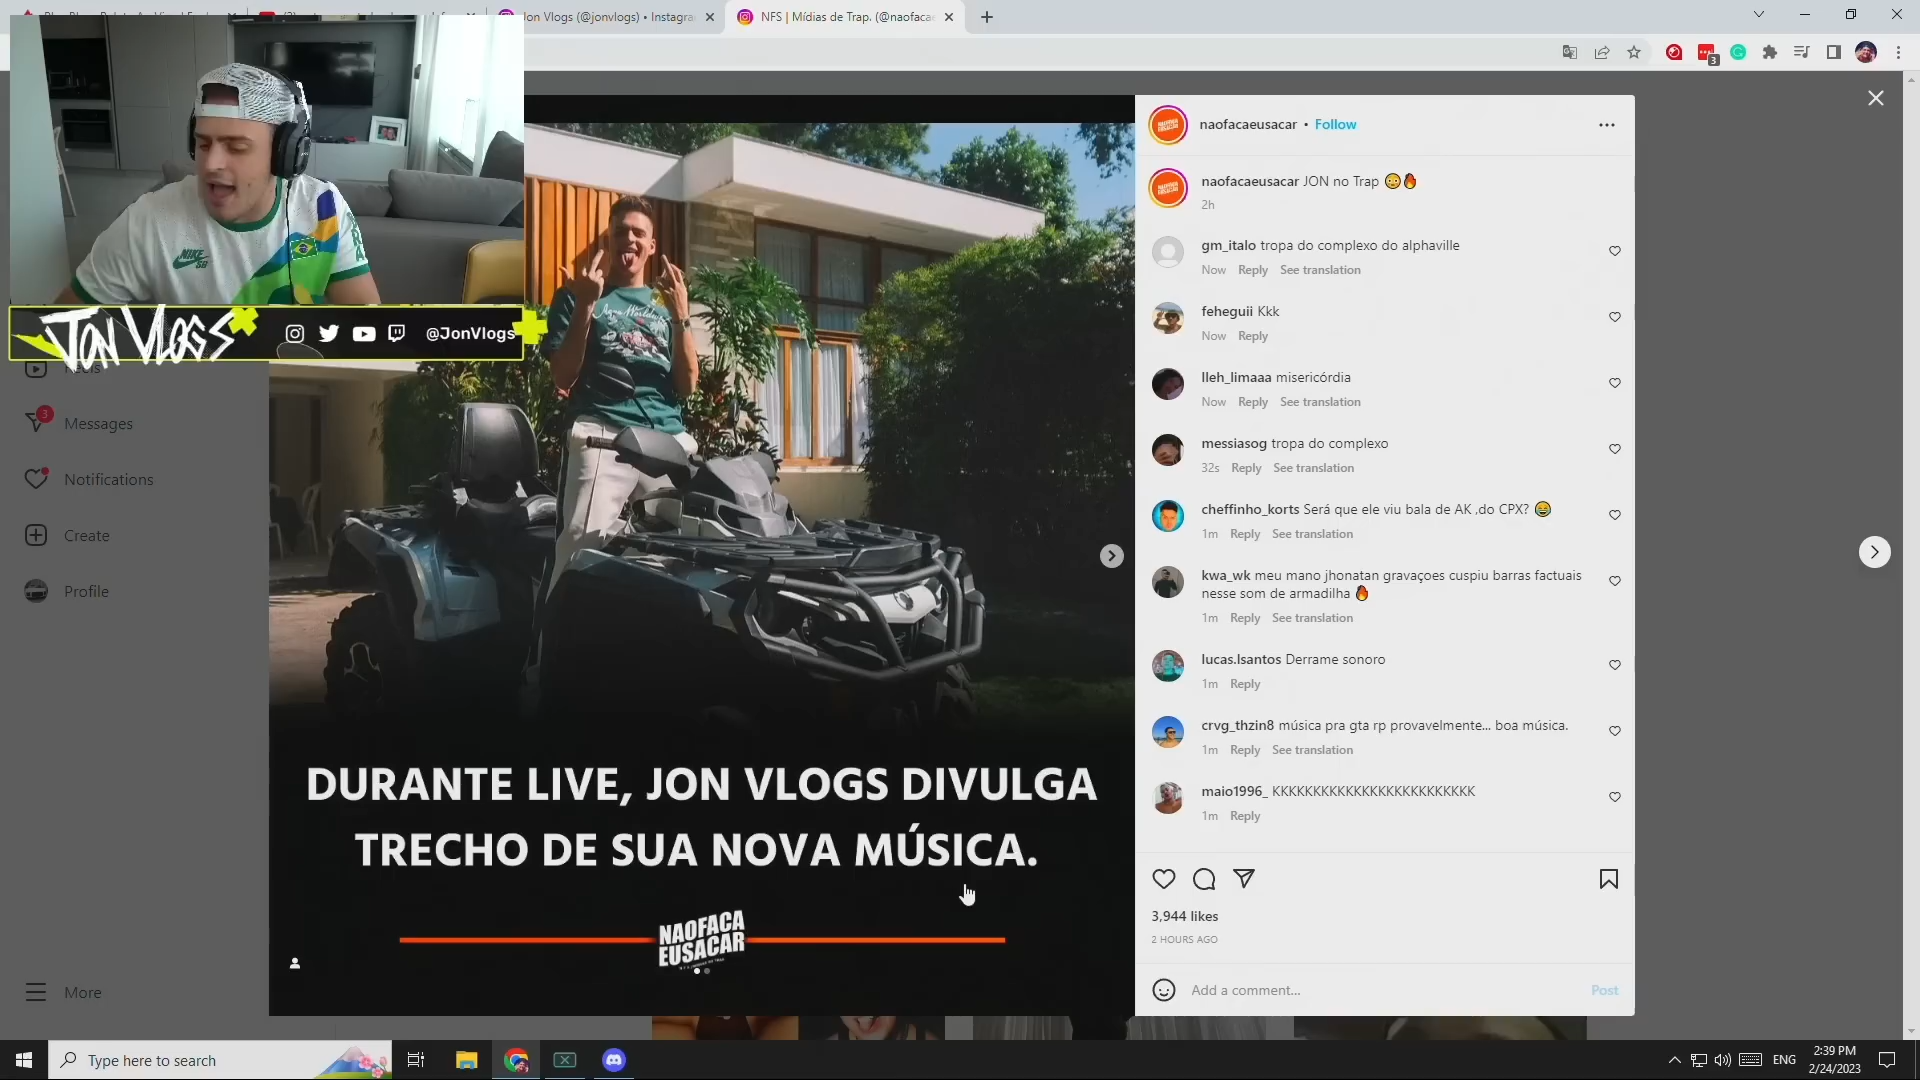 Jon Vlogs (@jonvlogs) • Instagra
NFS | Mídias de Trap. (@naofaca
3
JON VLOGS
@JonVlogs
Reels
3
Messages
Notifications
Create
Profile
More
DURANTE LIVE, JON VLOGS DIVULGA
TRECHO DE SUA NOVA MÚSICA.
NAOFACA
EUSACAR
naofacaeusacar • Follow
naofacaeusacar JON no Trap 😳🔥
2h
gm_italo tropa do complexo do alphaville
Now Reply See translation
feheguii Kkk
Now Reply
lleh_limaaa misericórdia
Now Reply See translation
messiasog tropa do complexo
32s Reply See translation
cheffinho_korts Será que ele viu bala de AK ,do CPX? 😂
1m Reply See translation
kwa_wk meu mano jhonatan gravaçoes cuspiu barras factuais
nesse som de armadilha 🔥
1m Reply See translation
lucas.lsantos Derrame sonoro
1m Reply
crvg_thzin8 música pra gta rp provavelmente... boa música.
1m Reply See translation
maio1996_ KKKKKKKKKKKKKKKKKKKKKKKKK
1m Reply
3,944 likes
2 HOURS AGO
Add a comment...
Post
Type here to search
ENG
2:39 PM
2/24/2023